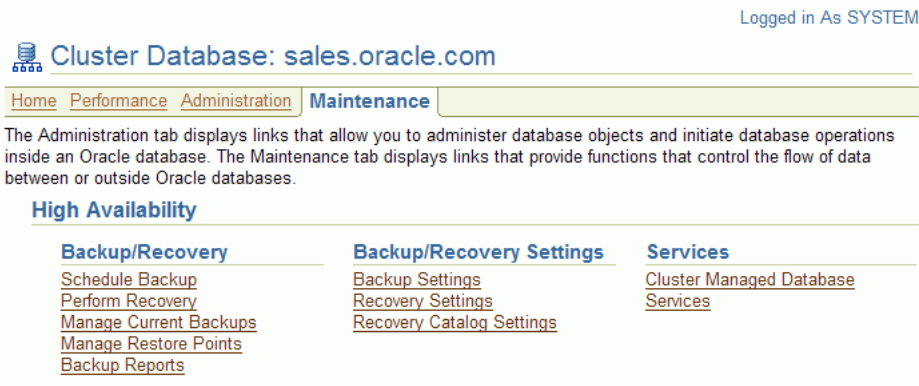 Logged in As SYSTEM
Cluster Database: sales.oracle.com
Home Performance Administration Maintenance
The Administration tab displays links that allow you to administer database objects and initiate database operations
inside an Oracle database. The Maintenance tab displays links that provide functions that control the flow of data
between or outside Oracle databases.
High Availability
Backup/Recovery
Schedule Backup
Perform Recovery
Manage Current Backups
Manage Restore Points
Backup Reports
Backup/Recovery Settings
Backup Settings
Recovery Settings
Recovery Catalog Settings
Services
Cluster Managed Database
Services